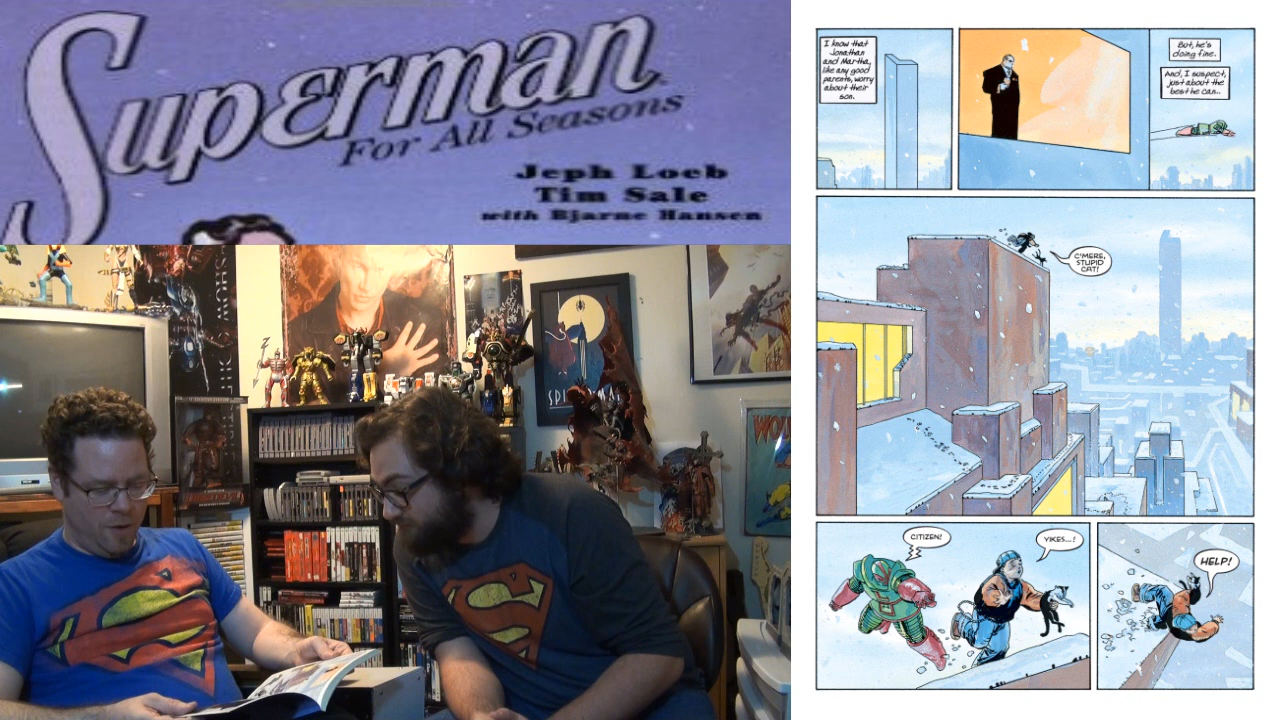 Superman
For All Seasons
Jeph Loeb
Tim Sale
with Bjarne Hansen
I know that
Jonathan
and Martha,
like any good
parents, worry
about their
son.
But, he's
doing fine.
And, I suspect,
just about the
best he can..
C'MERE,
STUPID
CAT!
CITIZEN!
YIKES...!
HELP!